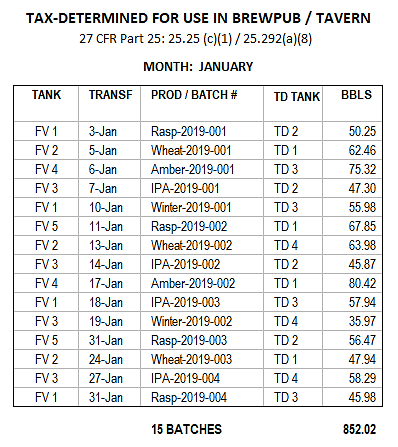 TAX-DETERMINED FOR USE IN BREWPUB / TAVERN
27 CFR Part 25: 25.25 (c)(1) / 25.292(a)(8)
MONTH: JANUARY
TANK TRANSF PROD / BATCH # TD TANK BBLS
FV 1 3-Jan Rasp-2019-001 TD 2 50.25
FV 2 5-Jan Wheat-2019-001 TD 1 62.46
FV 4 6-Jan Amber-2019-001 TD 3 75.32
FV 3 7-Jan IPA-2019-001 TD 2 47.30
FV 1 10-Jan Winter-2019-001 TD 3 55.98
FV 5 11-Jan Rasp-2019-002 TD 1 67.85
FV 2 13-Jan Wheat-2019-002 TD 4 63.98
FV 3 14-Jan IPA-2019-002 TD 2 45.87
FV 4 17-Jan Amber-2019-002 TD 1 80.42
FV 1 18-Jan IPA-2019-003 TD 3 57.94
FV 3 19-Jan Winter-2019-002 TD 4 35.97
FV 5 31-Jan Rasp-2019-003 TD 2 56.47
FV 2 24-Jan Wheat-2019-003 TD 1 47.94
FV 3 27-Jan IPA-2019-004 TD 4 58.29
FV 1 31-Jan Rasp-2019-004 TD 3 45.98
15 BATCHES 852.02